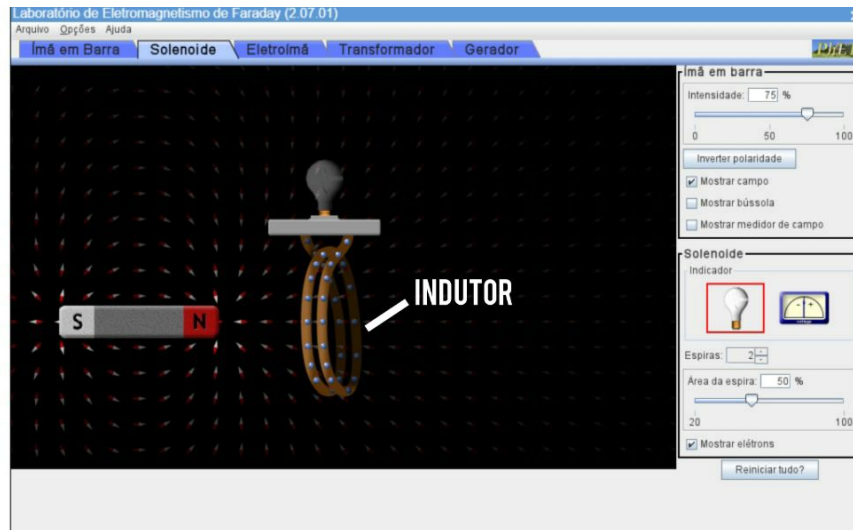 Laboratório de Eletromagnetismo de Faraday (2.07.01)
Arquivo Opções Ajuda
Ímã em Barra Solenoide Eletroímã Transformador Gerador
PhET
Ímã em barra
Intensidade: 75 %
0 50 100
Inverter polaridade
Mostrar campo
Mostrar bússola
Mostrar medidor de campo
S N
INDUTOR
Solenoide
Indicador
Espiras: 2
Área da espira: 50 %
20 100
Mostrar elétrons
Reiniciar tudo?